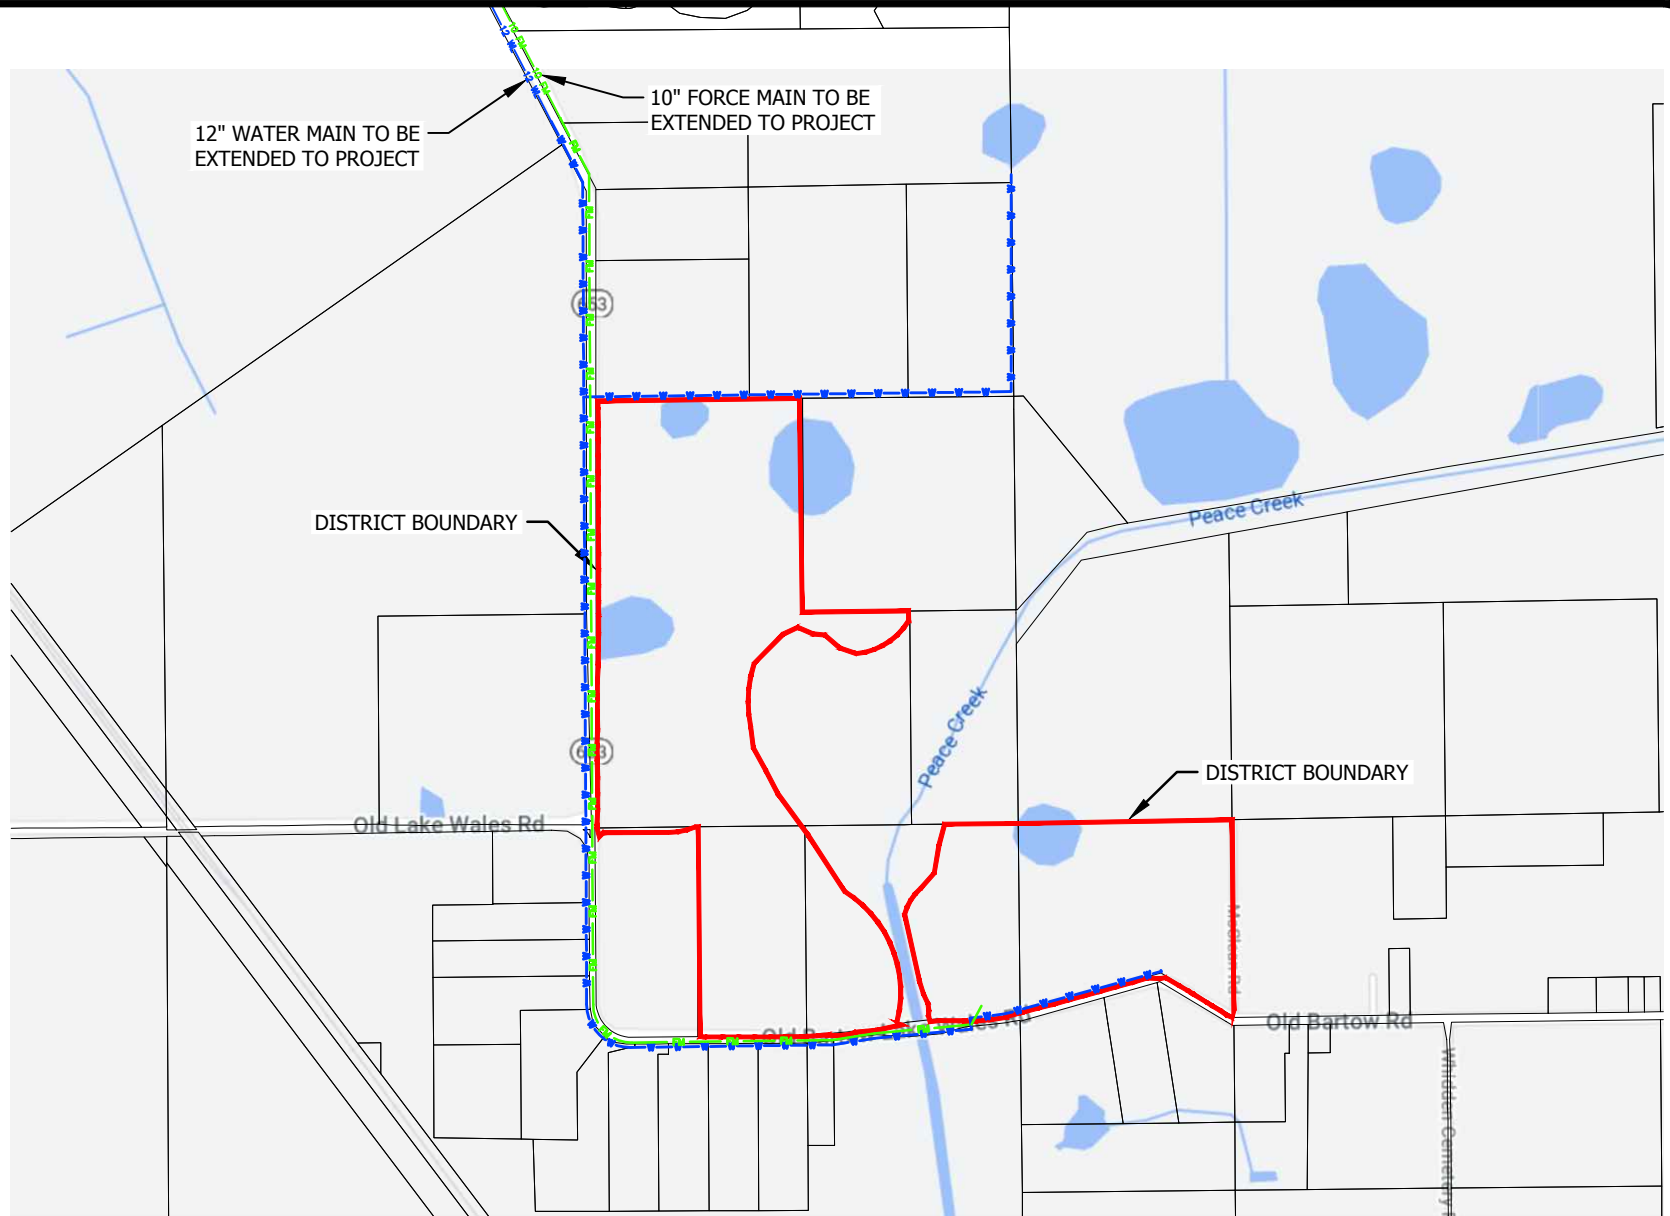 10" FORCE MAIN TO BE
EXTENDED TO PROJECT
12" WATER MAIN TO BE
EXTENDED TO PROJECT
653
Peace Creek
DISTRICT BOUNDARY
Peace Creek
DISTRICT BOUNDARY
Old Lake Wales Rd
Old Bartow Rd